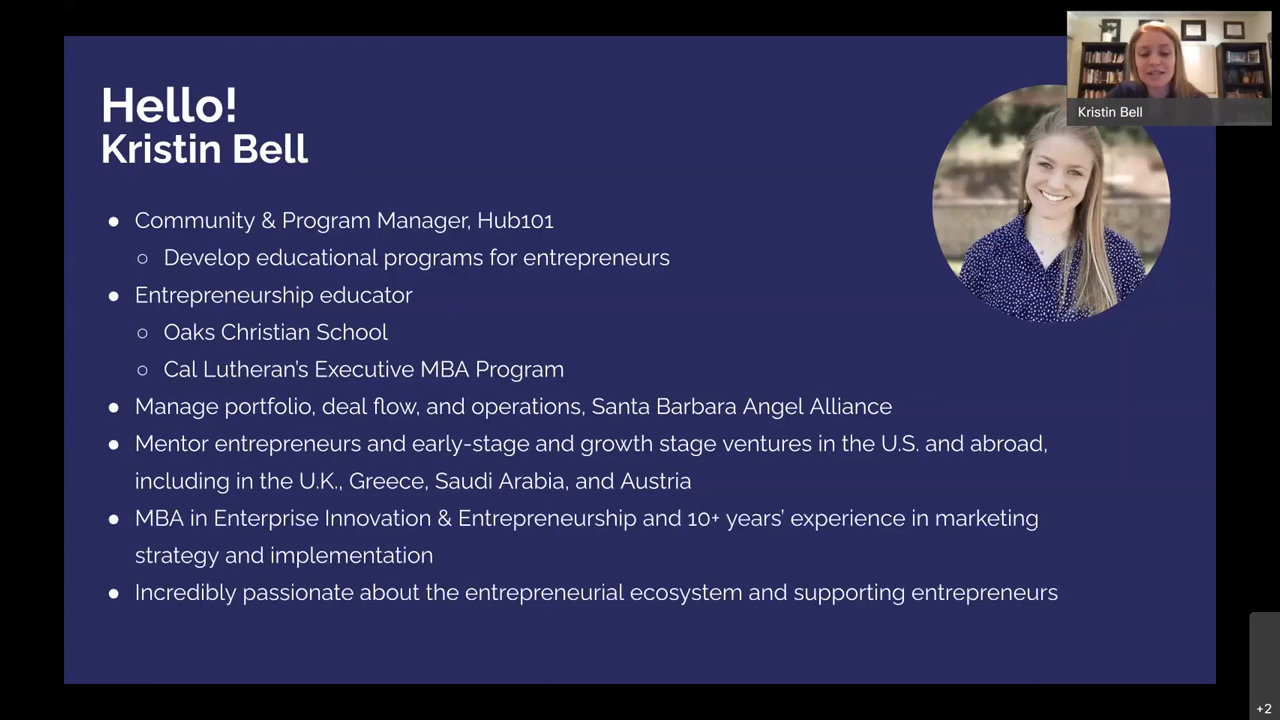 Hello!
Kristin Bell
Kristin Bell
● Community & Program Manager, Hub101
○ Develop educational programs for entrepreneurs
● Entrepreneurship educator
○ Oaks Christian School
○ Cal Lutheran's Executive MBA Program
● Manage portfolio, deal flow, and operations, Santa Barbara Angel Alliance
● Mentor entrepreneurs and early-stage and growth stage ventures in the U.S. and abroad,
including in the U.K., Greece, Saudi Arabia, and Austria
● MBA in Enterprise Innovation & Entrepreneurship and 10+ years' experience in marketing
strategy and implementation
● Incredibly passionate about the entrepreneurial ecosystem and supporting entrepreneurs
+2